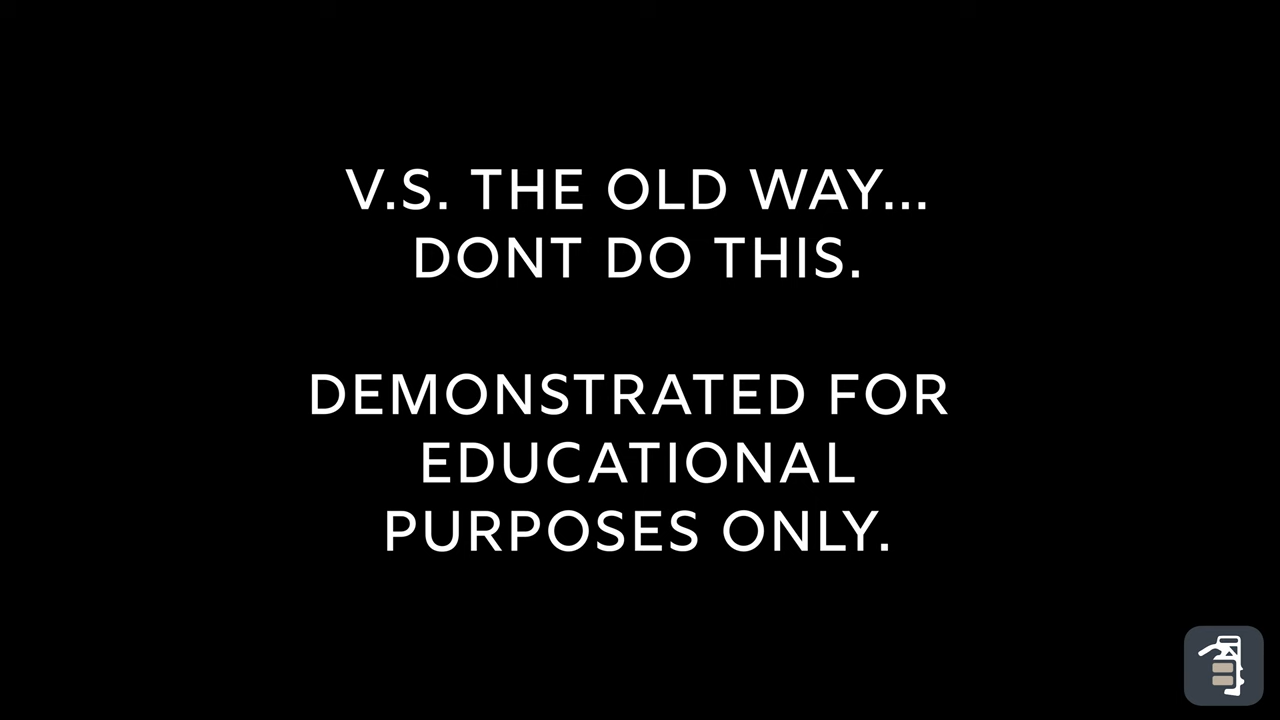 V.S. THE OLD WAY...
DONT DO THIS.
DEMONSTRATED FOR
EDUCATIONAL
PURPOSES ONLY.